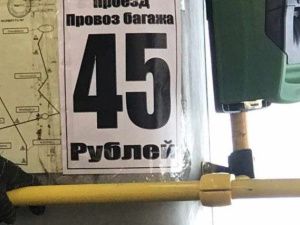 Проезд
Провоз багажа
45
Рублей